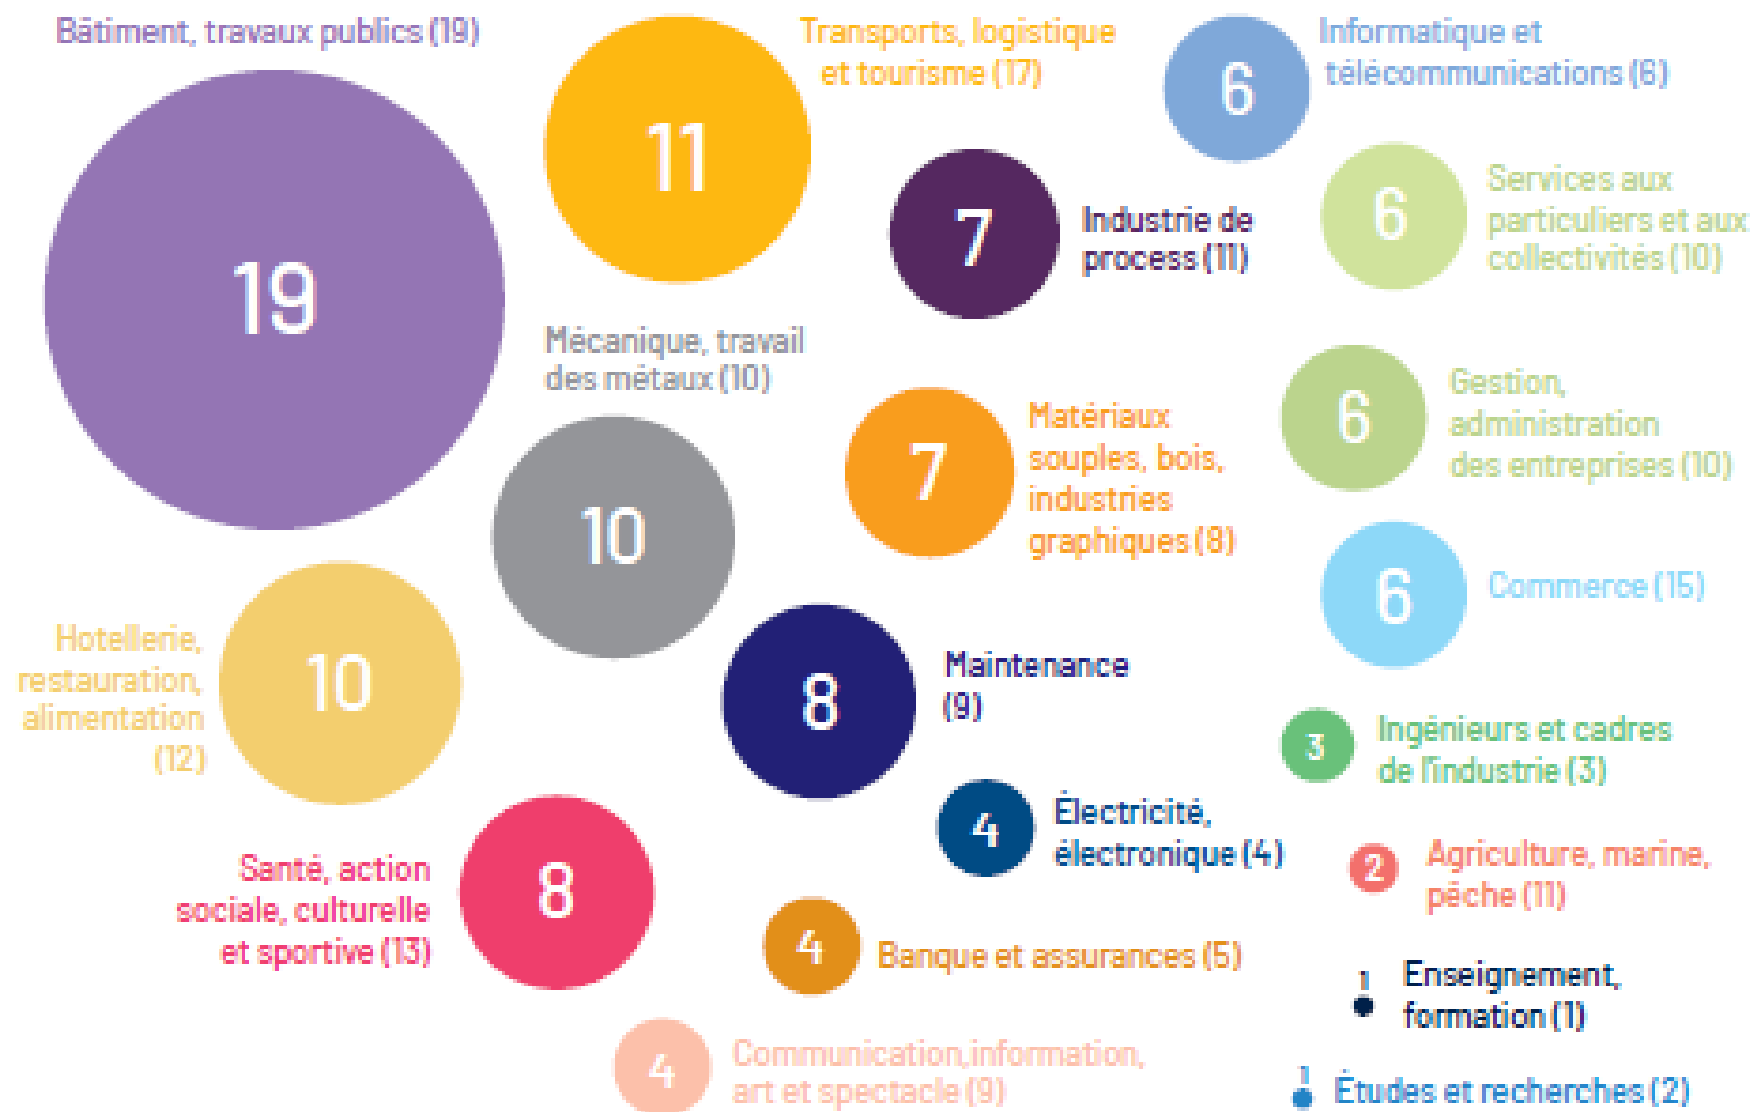 Bâtiment, travaux publics (19)
19
11
Transports, logistique
et tourisme (17)
6
Informatique et
télécommunications (6)
7
Industrie de
process (11)
6
Services aux
particuliers et aux
collectivités (10)
Mécanique, travail
des métaux (10)
10
7
Matériaux
souples, bois,
industries
graphiques (8)
6
Gestion,
administration
des entreprises (10)
6
Commerce (15)
Hotellerie,
restauration,
alimentation
(12)
10
8
Maintenance
(9)
3
Ingénieurs et cadres
de l'industrie (3)
4
Électricité,
électronique (4)
2
Agriculture, marine,
pêche (11)
Santé, action
sociale, culturelle
et sportive (13)
8
4
Banque et assurances (5)
1
Enseignement,
formation (1)
4
Communication,information,
art et spectacle (9)
1
Études et recherches (2)